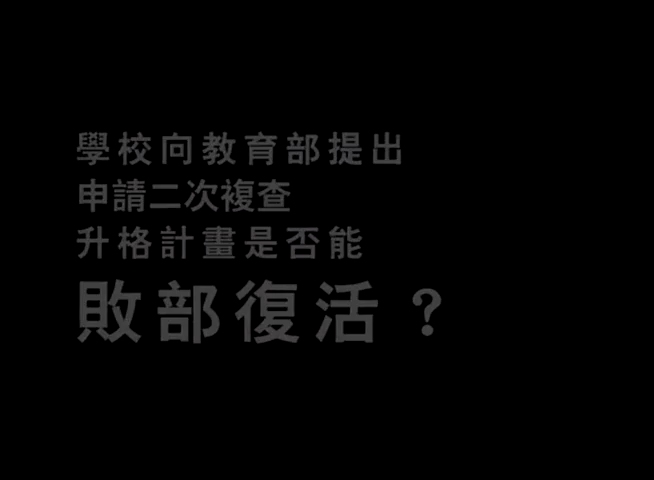 學校向教育部提出
申請二次複查
升格計畫是否能
敗部復活？